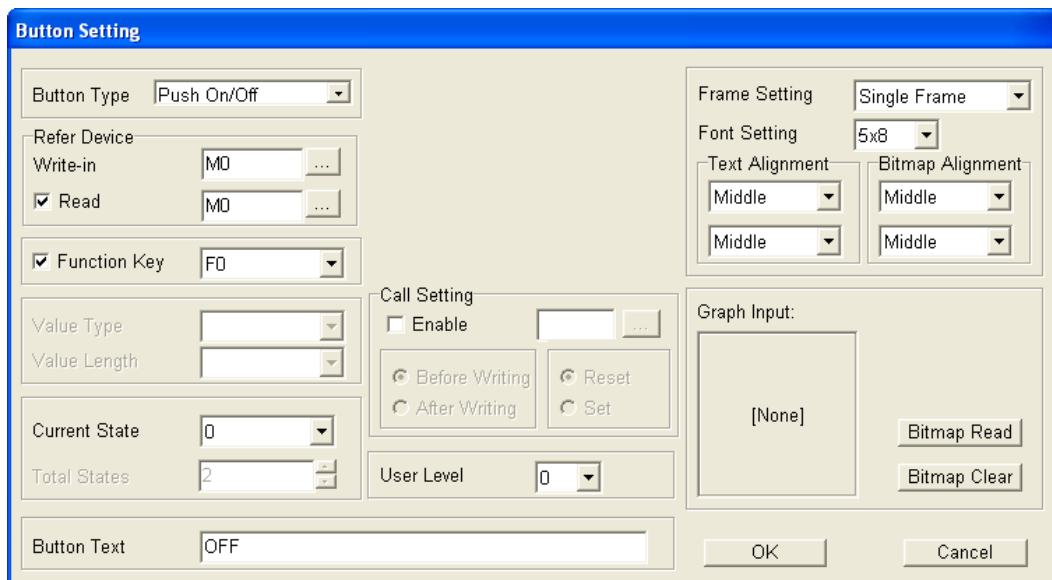 Button Setting
Button Type Push On/Off
Refer Device
Write-in M0 ...
Read M0 ...
Function Key F0
Value Type
Value Length
Current State 0
Total States 2
Call Setting
Enable ...
Before Writing Reset
After Writing Set
User Level 0
Button Text OFF
Frame Setting Single Frame
Font Setting 5x8
Text Alignment Bitmap Alignment
Middle Middle
Middle Middle
Graph Input:
[None]
Bitmap Read
Bitmap Clear
OK Cancel